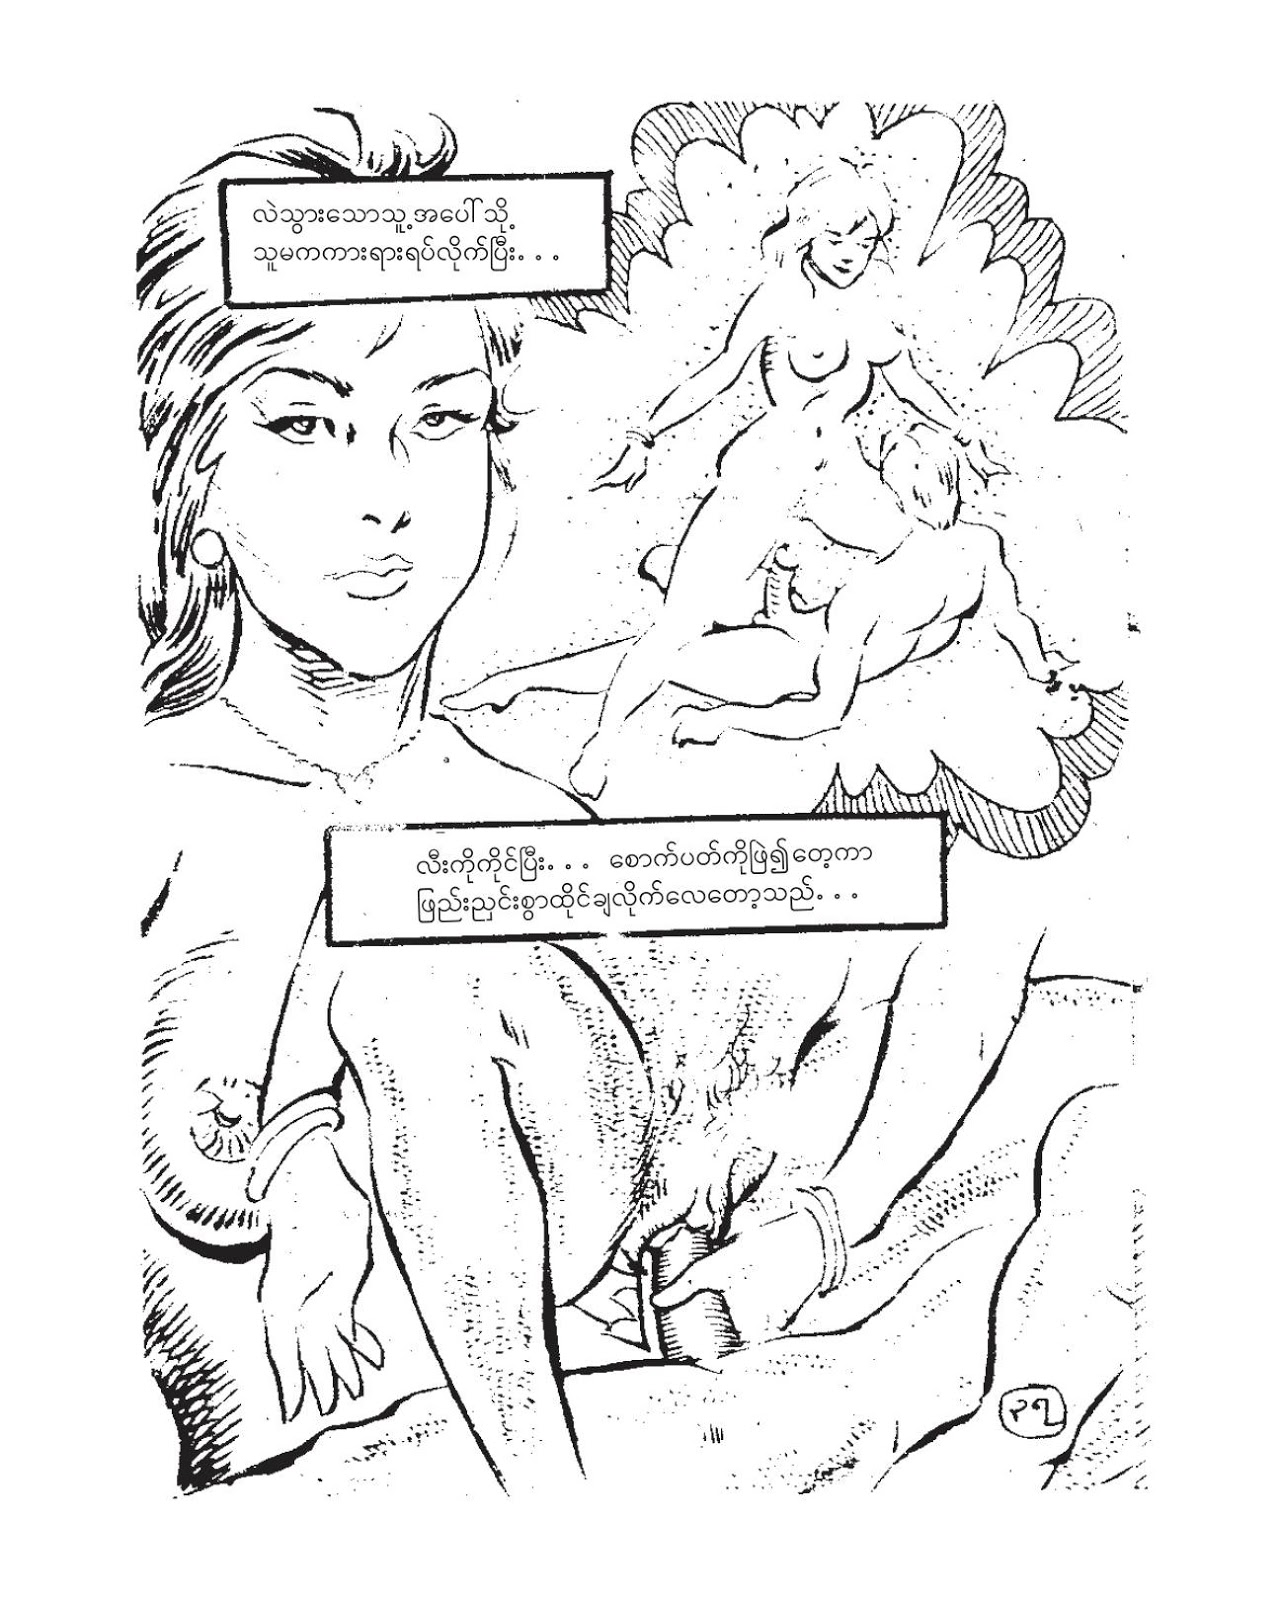 လဲသွားသောသူ့အပေါ်သို့
သူမကကားရားရပ်လိုက်ပြီး. . .
လီးကိုကိုင်ပြီး. . . စောက်ပတ်ကိုဖြဲ၍တေ့ကာ
ဖြည်းညှင်းစွာထိုင်ချလိုက်လေတော့သည်. . .
၃၇